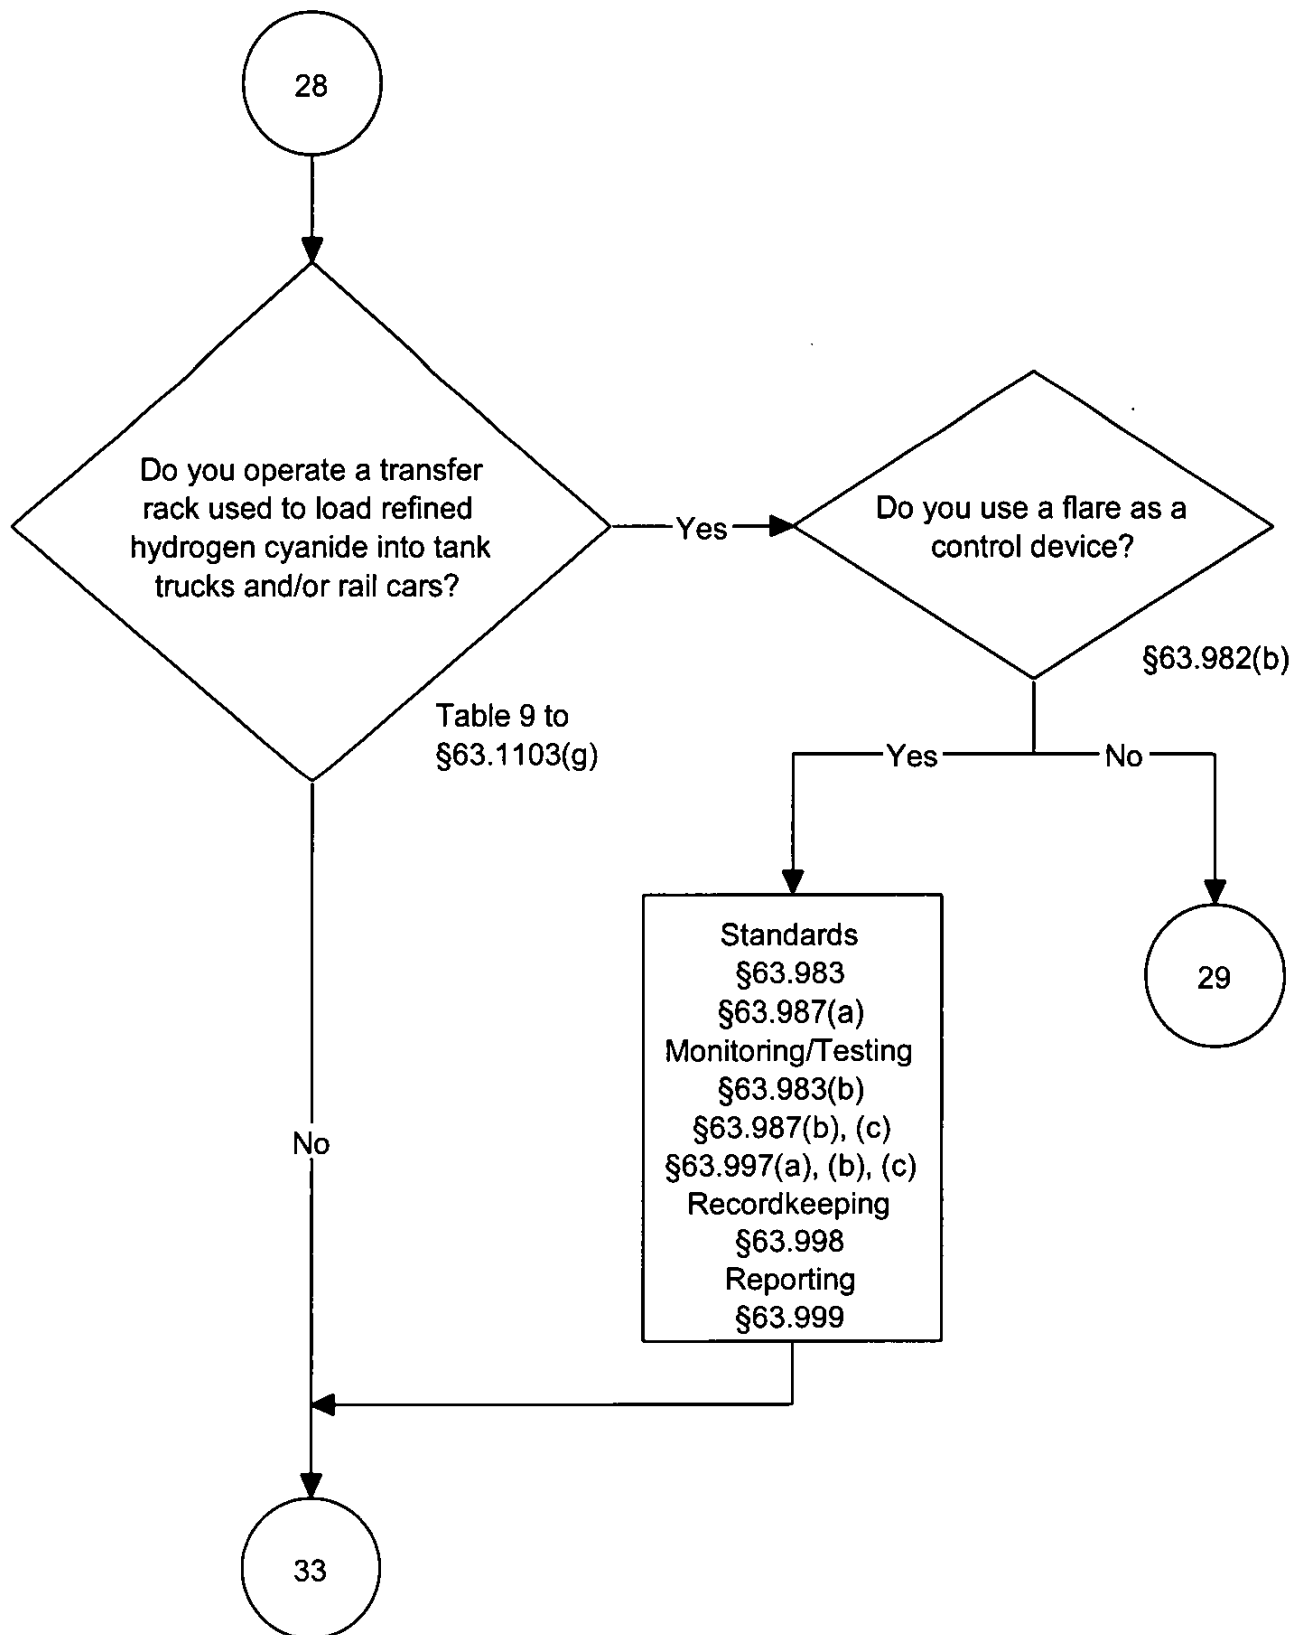 28
Do you operate a transfer
rack used to load refined
hydrogen cyanide into tank
trucks and/or rail cars?
Table 9 to
§63.1103(g)
Yes
Do you use a flare as a
control device?
§63.982(b)
Yes
No
Standards
§63.983
§63.987(a)
Monitoring/Testing
§63.983(b)
§63.987(b), (c)
§63.997(a), (b), (c)
Recordkeeping
§63.998
Reporting
§63.999
29
No
33